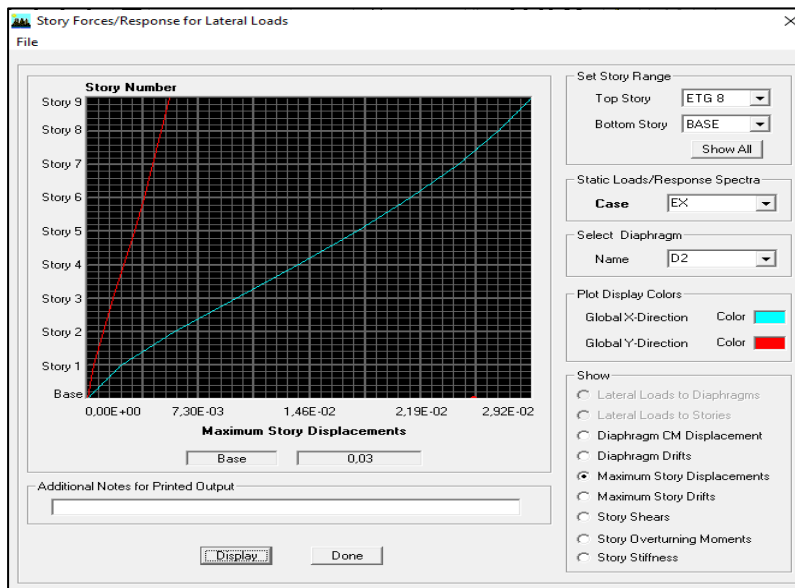 Story Forces/Response for Lateral Loads
File
Story Number
Story 9
Story 8
Story 7
Story 6
Story 5
Story 4
Story 3
Story 2
Story 1
Base
0,00E+00 7,30E-03 1,46E-02 2,19E-02 2,92E-02
Maximum Story Displacements
Base 0,03
Additional Notes for Printed Output
Display Done
Set Story Range
Top Story ETG 8
Bottom Story BASE
Show All
Static Loads/Response Spectra
Case EX
Select Diaphragm
Name D2
Plot Display Colors
Global X-Direction Color
Global Y-Direction Color
Show
Lateral Loads to Diaphragms
Lateral Loads to Stories
Diaphragm CM Displacement
Diaphragm Drifts
Maximum Story Displacements
Maximum Story Drifts
Story Shears
Story Overturning Moments
Story Stiffness